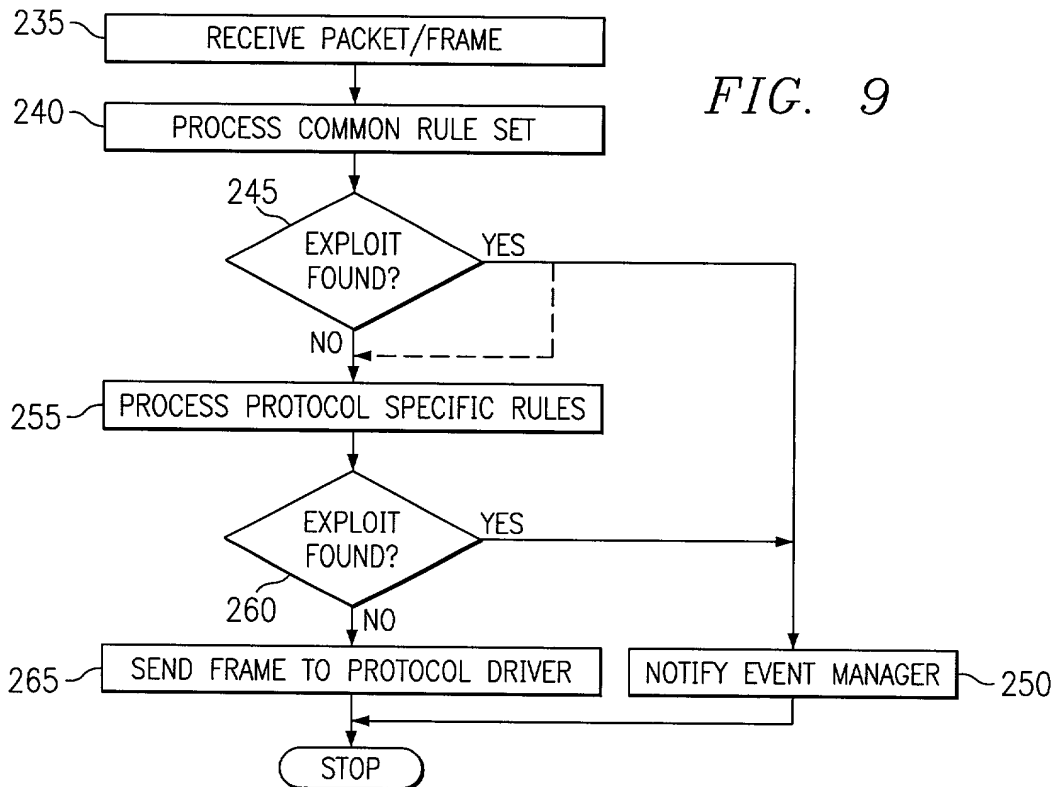 235
RECEIVE PACKET/FRAME
FIG. 9
240
PROCESS COMMON RULE SET
245
EXPLOIT
FOUND?
YES
NO
255
PROCESS PROTOCOL SPECIFIC RULES
EXPLOIT
FOUND?
YES
260
NO
265
SEND FRAME TO PROTOCOL DRIVER
NOTIFY EVENT MANAGER
250
STOP